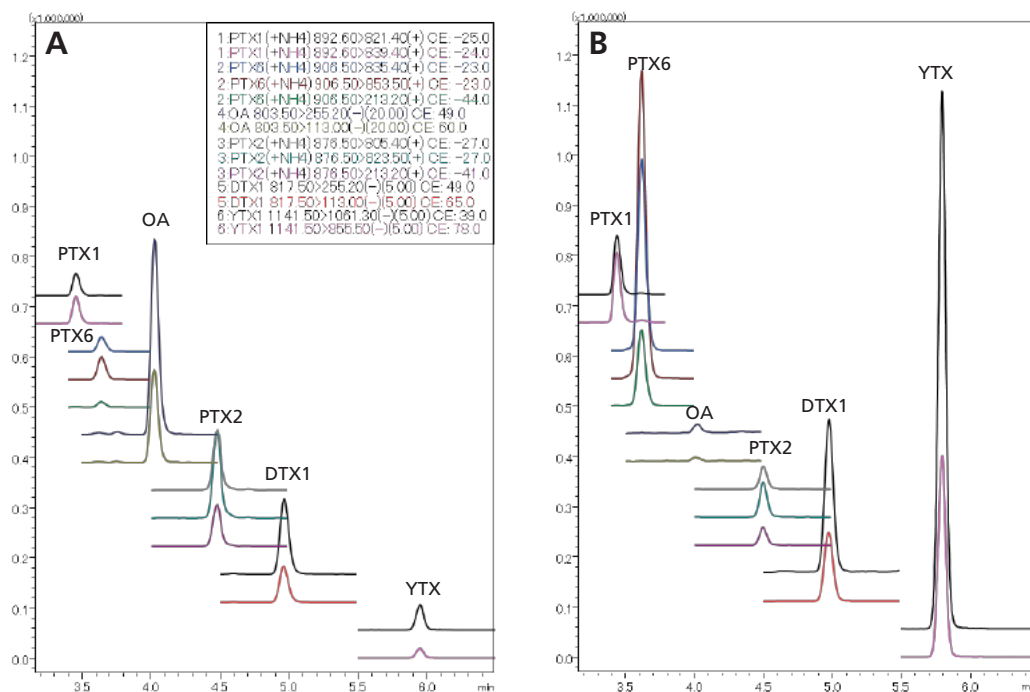 (x1,000,000)
A
1:PTX1(+NH4) 892.60>821.40(+) CE: -25.0
1:PTX1(+NH4) 892.60>839.40(+) CE: -24.0
2:PTX6(+NH4) 906.50>835.40(+) CE: -23.0
2:PTX6(+NH4) 906.50>853.50(+) CE: -23.0
2:PTX6(+NH4) 906.50>213.20(+) CE: -44.0
4:OA 803.50>255.20(-)(20.00) CE: 49.0
4:OA 803.50>113.00(-)(20.00) CE: 60.0
3:PTX2(+NH4) 876.50>805.40(+) CE: -27.0
3:PTX2(+NH4) 876.50>823.50(+) CE: -27.0
3:PTX2(+NH4) 876.50>213.20(+) CE: -41.0
5:DTX1 817.50>255.20(-)(5.00) CE: 49.0
5:DTX1 817.50>113.00(-)(5.00) CE: 65.0
6:YTX1 1141.50>1061.30(-)(5.00) CE: 39.0
6:YTX1 1141.50>855.50(-)(5.00) CE: 78.0
1.2
1.1
1.0
0.9
0.8
0.7
0.6
0.5
0.4
0.3
0.2
0.1
0.0
PTX1
OA
PTX6
PTX2
DTX1
YTX
3.5 4.0 4.5 5.0 5.5 6.0 min
(x1,000,000)
B
1.2
1.1
1.0
0.9
0.8
0.7
0.6
0.5
0.4
0.3
0.2
0.1
0.0
PTX6
YTX
PTX1
OA
DTX1
PTX2
3.5 4.0 4.5 5.0 5.5 6.0